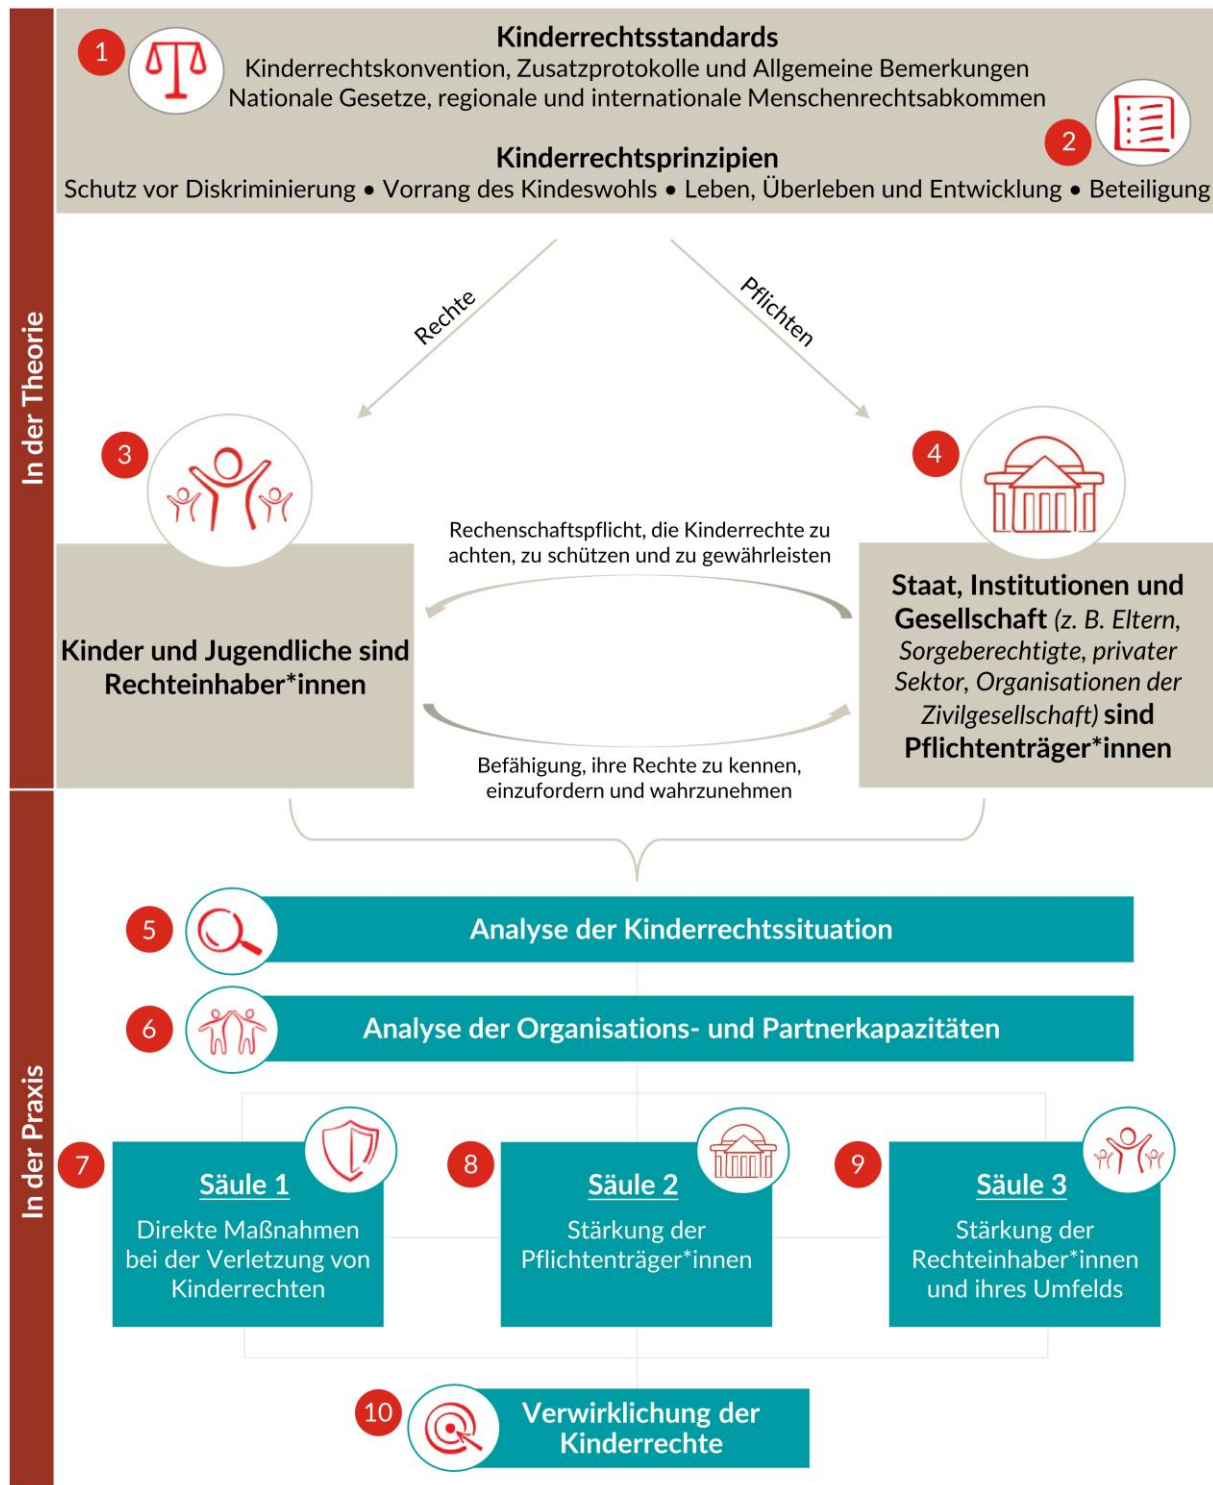 In der Theorie
1
Kinderrechtsstandards
Kinderrechtskonvention, Zusatzprotokolle und Allgemeine Bemerkungen
Nationale Gesetze, regionale und internationale Menschenrechtsabkommen
2
Kinderrechtsprinzipien
Schutz vor Diskriminierung • Vorrang des Kindeswohls • Leben, Überleben und Entwicklung • Beteiligung
Rechte
Pflichten
3
Kinder und Jugendliche sind
Rechteinhaber*innen
Rechenschaftspflicht, die Kinderrechte zu
achten, zu schützen und zu gewährleisten
Befähigung, ihre Rechte zu kennen,
einzufordern und wahrzunehmen
4
Staat, Institutionen und
Gesellschaft (z. B. Eltern,
Sorgeberechtigte, privater
Sektor, Organisationen der
Zivilgesellschaft) sind
Pflichtenträger*innen
In der Praxis
5
Analyse der Kinderrechtssituation
6
Analyse der Organisations- und Partnerkapazitäten
7
Säule 1
Direkte Maßnahmen
bei der Verletzung von
Kinderrechten
8
Säule 2
Stärkung der
Pflichtenträger*innen
9
Säule 3
Stärkung der
Rechteinhaber*innen
und ihres Umfelds
10
Verwirklichung der
Kinderrechte